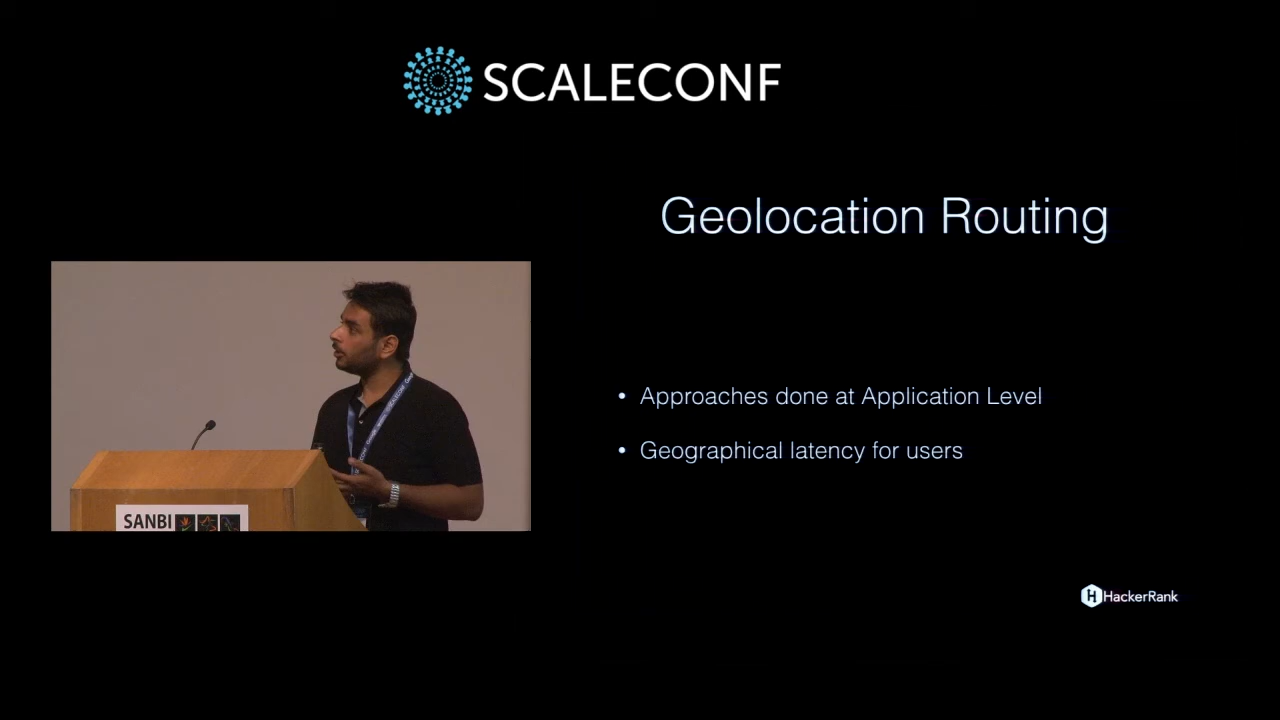 SCALECONF
Geolocation Routing
• Approaches done at Application Level
• Geographical latency for users
SANBI
HackerRank